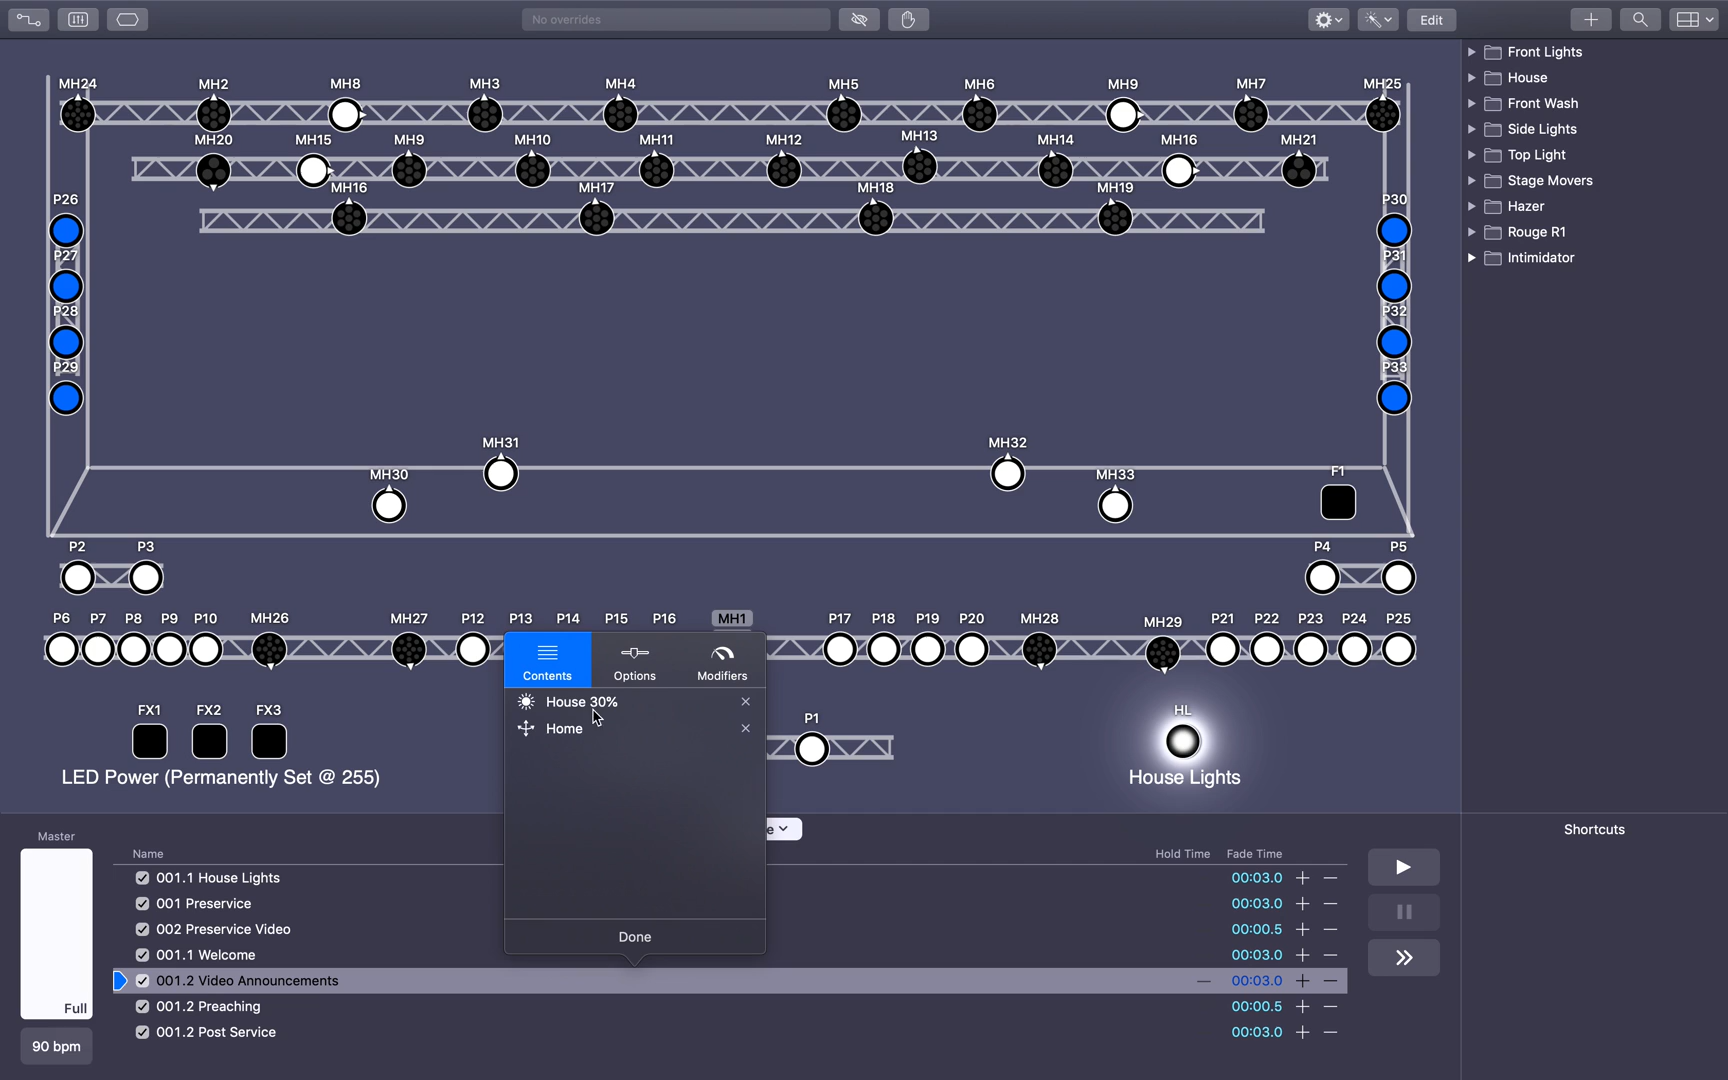 No overrides
Edit
MH24 MH2 MH8 MH3 MH4 MH5 MH6 MH9 MH7 MH25
MH20 MH15 MH9 MH10 MH11 MH12 MH13 MH14 MH16 MH21
MH16 MH17 MH18 MH19
P26 P30
P27 P31
P28 P32
P29 P33
MH31 MH32
MH30 MH33 F1
P2 P3 P4 P5
P6 P7 P8 P9 P10 MH26 MH27 P12 P13 P14 P15 P16 MH1 P17 P18 P19 P20 MH28 MH29 P21 P22 P23 P24 P25
Contents Options Modifiers
House 30%
Home
Done
FX1 FX2 FX3 P1 HL
LED Power (Permanently Set @ 255) House Lights
Front Lights
House
Front Wash
Side Lights
Top Light
Stage Movers
Hazer
Rouge R1
Intimidator
Master
Full
90 bpm
e
Name Hold Time Fade Time
001.1 House Lights 00:03.0
001 Preservice 00:03.0
002 Preservice Video 00:00.5
001.1 Welcome 00:03.0
001.2 Video Announcements 00:03.0
001.2 Preaching 00:00.5
001.2 Post Service 00:03.0
Shortcuts